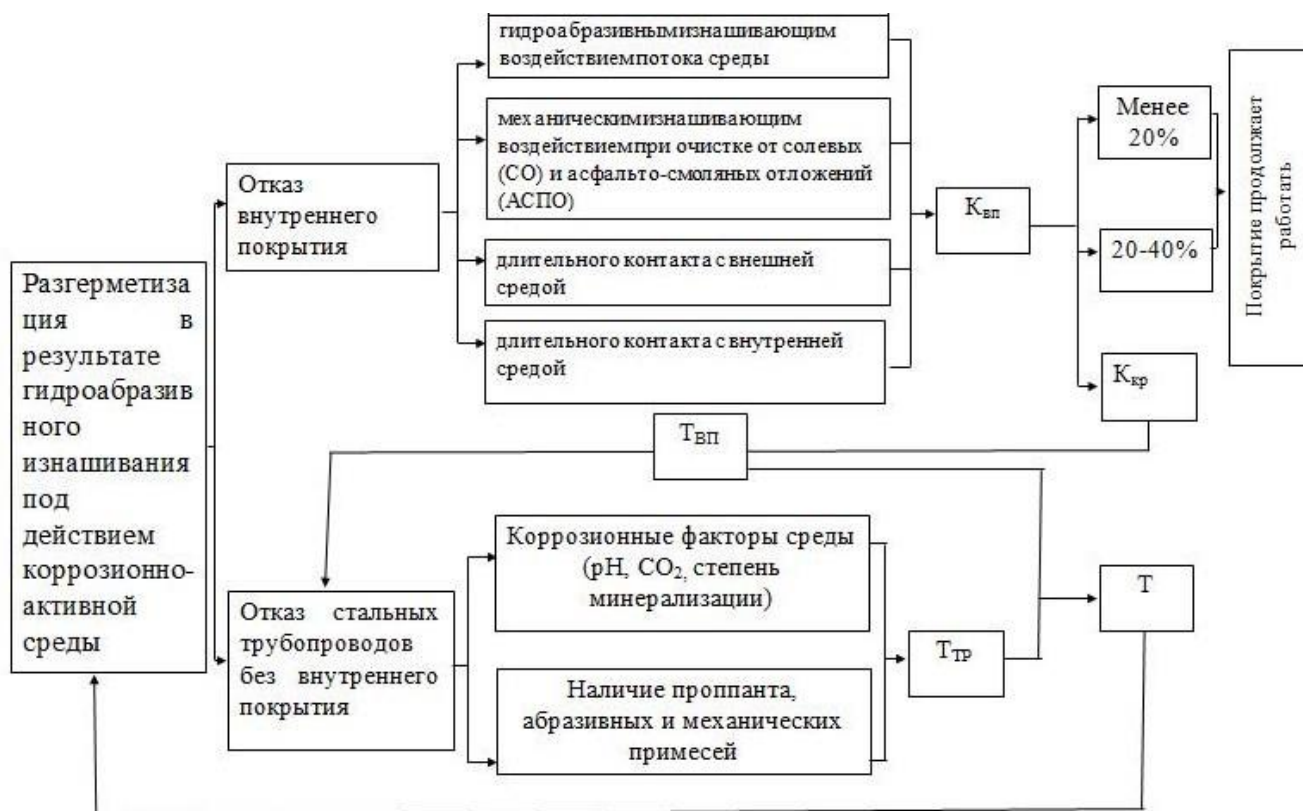 гидроабразивнымизнашивающим
воздействиемпотока среды
механическимизнашивающим
воздействиемпри очистке от солевых
(СО) и асфальто-смоляных отложений
(АСПО)
длительного контакта с внешней
средой
длительного контакта с внутренней
средой
Отказ
внутреннего
покрытия
Kвп
Менее
20%
20-40%
Kкр
Покрытие продолжает
работать
Разгерметиза
ция в
результате
гидроабразив
ного
изнашивания
под
действием
коррозионно-
активной
среды
TВП
Отказ стальных
трубопроводов
без внутреннего
покрытия
Коррозионные факторы среды
(pH, CO₂, степень
минерализации)
Наличие проппанта,
абразивных и механических
примесей
TТР
Т